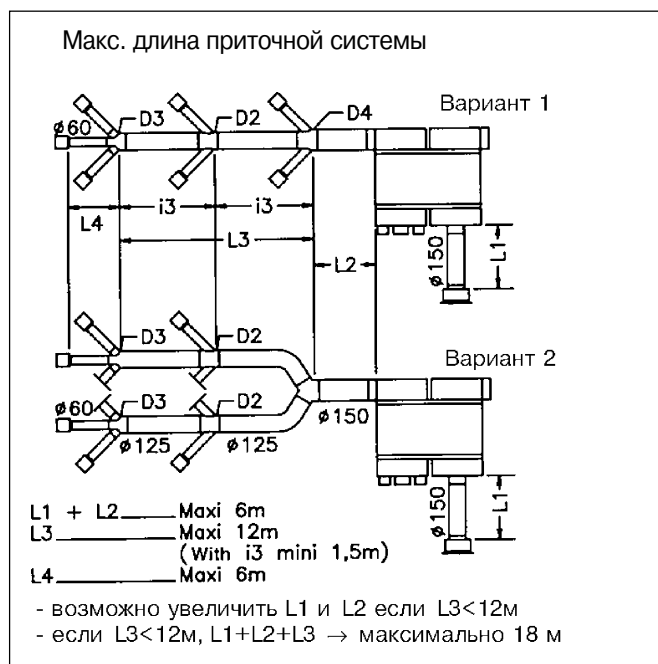 Макс. длина приточной системы
Вариант 1
ø60 D3 D2 D4
L4 i3 i3
L3
L2
ø150
L1
D3 D2
Вариант 2
ø60 D3 D2
ø125 ø125 ø150
ø150
L1
L1 + L2 Maxi 6m
L3 Maxi 12m
(With i3 mini 1,5m)
L4 Maxi 6m
- возможно увеличить L1 и L2 если L3<12м
- если L3<12м, L1+L2+L3 → максимально 18 м